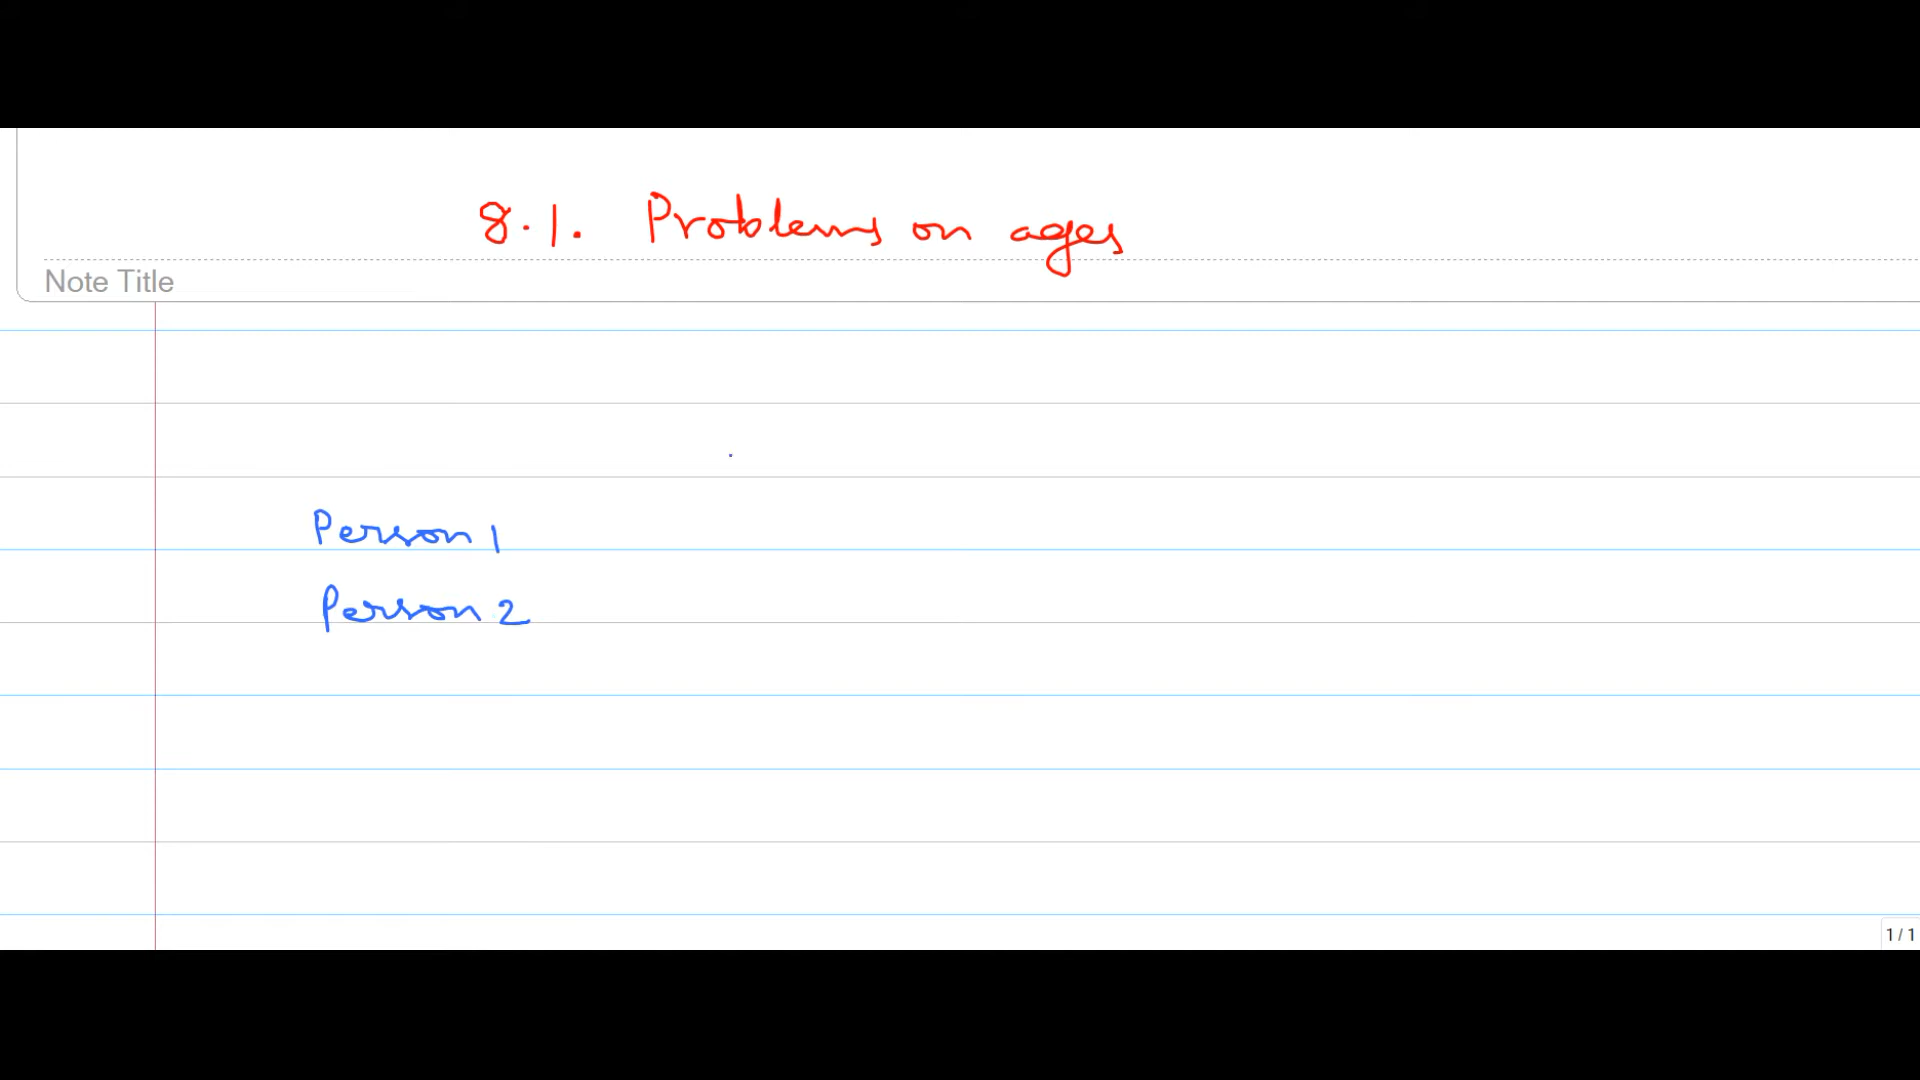 8.1. Problems on ages
Note Title
Person 1
Person 2
1 / 1